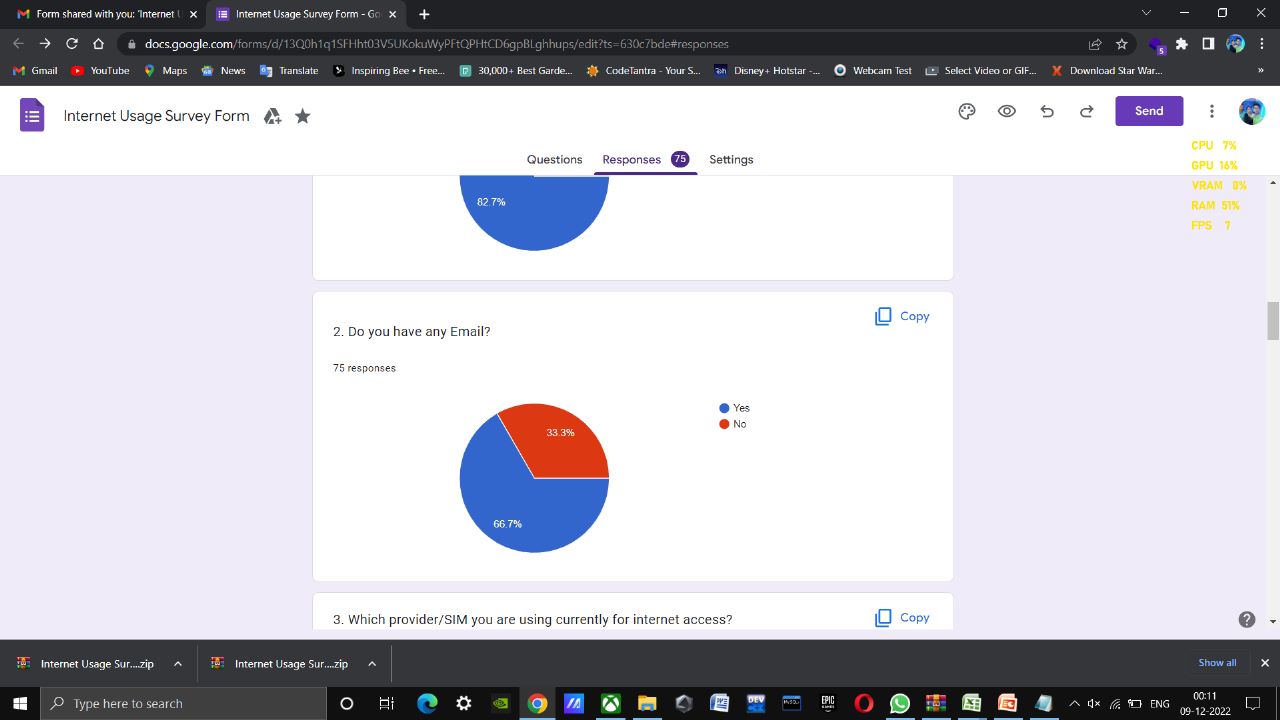 Form shared with you: 'Internet U
Internet Usage Survey Form - Go
docs.google.com/forms/d/13Q0h1q1SFHht03V5UKokuWyPFtQPHtCD6gpBLghhups/edit?ts=630c7bde#responses
5
Gmail YouTube Maps News Translate Inspiring Bee • Free... 30,000+ Best Garde... CodeTantra - Your S... Disney+ Hotstar -... Webcam Test Select Video or GIF... Download Star War... »
Internet Usage Survey Form
Send
Questions Responses 75 Settings
CPU 7%
GPU 16%
VRAM 0%
RAM 51%
FPS 7
82.7%
Copy
2. Do you have any Email?
75 responses
Yes
No
33.3%
66.7%
3. Which provider/SIM you are using currently for internet access?
Copy
Internet Usage Sur....zip
Internet Usage Sur....zip
Show all
Type here to search
DEV
MySQL
EPIC
GAMES
ENG
00:11
09-12-2022